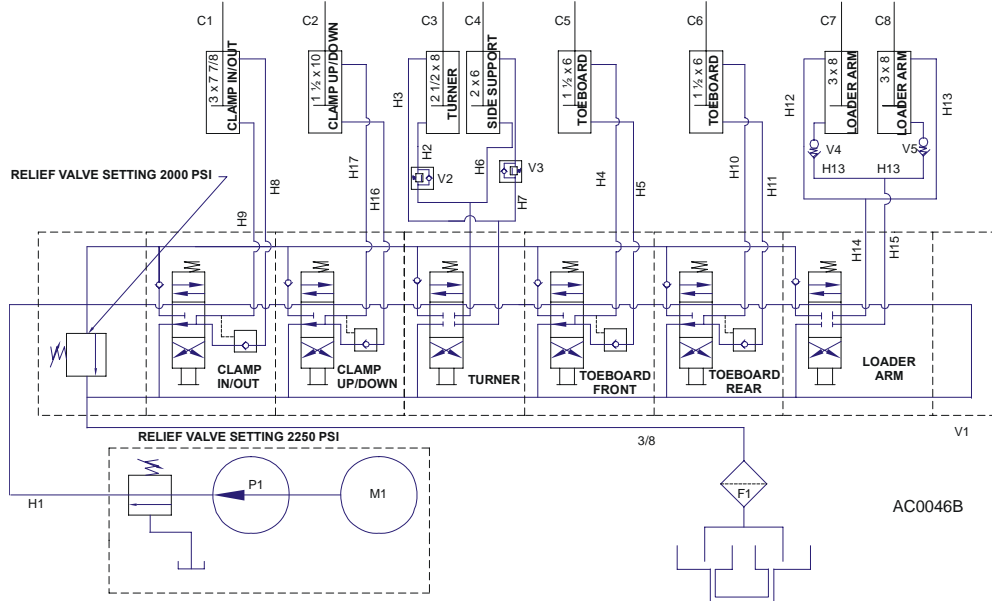 C1
C2
C3
C4
C5
C6
C7
C8
3 x 7 7/8
CLAMP IN/OUT
1 ½ x 10
CLAMP UP/DOWN
2 1/2 x 8
TURNER
2 x 6
SIDE SUPPORT
1 ½ x 6
TOEBOARD
1 ½ x 6
TOEBOARD
3 x 8
LOADER ARM
3 x 8
LOADER ARM
H3
H12
H13
H2
H6
V2
V3
H7
V4
V5
H13
H13
RELIEF VALVE SETTING 2000 PSI
H9
H8
H17
H16
H4
H5
H10
H11
H14
H15
CLAMP
IN/OUT
CLAMP
UP/DOWN
TURNER
TOEBOARD
FRONT
TOEBOARD
REAR
LOADER
ARM
V1
RELIEF VALVE SETTING 2250 PSI
3/8
H1
P1
M1
F1
AC0046B